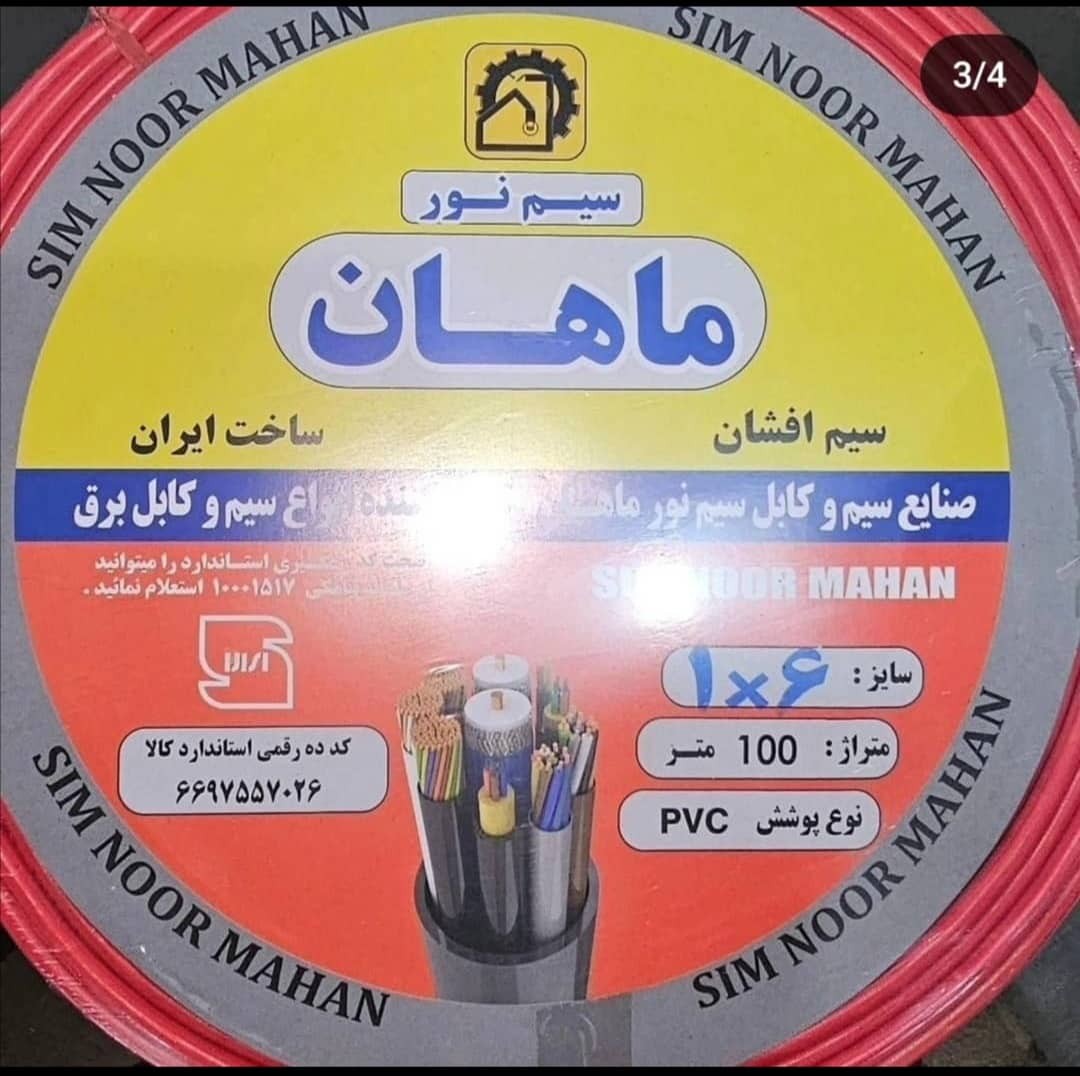 3/4
SIM NOOR MAHAN
SIM NOOR MAHAN
سیم نور
ماهان
سیم افشان
ساخت ایران
صنایع سیم و کابل سیم نور انواع سیم و کابل برق
استاندارد را میتوانید
۱۰۰۰۱۵۱۷ استعلام نمائید .
SIM NOOR MAHAN
ایران
سایز : ۱×۶
متراژ : 100 متر
نوع پوشش PVC
کد ده رقمی استاندارد کالا
۶۶۹۷۵۵۷۰۲۶
SIM NOOR MAHAN
SIM NOOR MAHAN